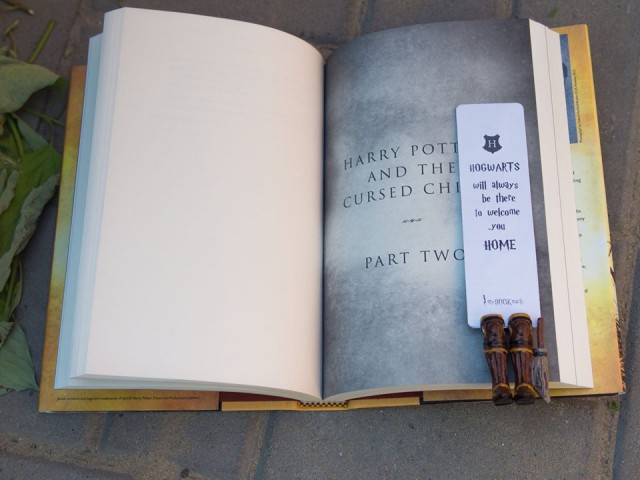 HARRY POTT
AND THE
CURSED CHI
PART TWO
H
HOGWARTS
will always
be there
to welcome
you
HOME